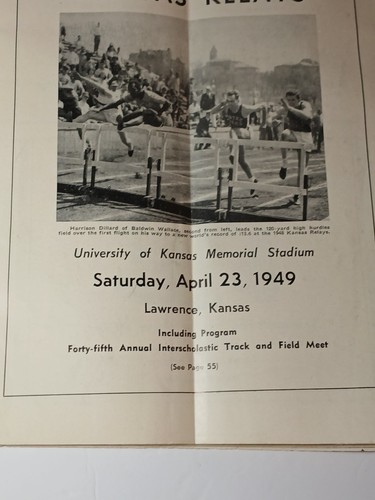 AS RELAYS
Harrison Dillard of Baldwin Wallace, second from left, leads the 120-yard high hurdles
field over the first flight on his way to a new world's record of :13.6 at the 1948 Kansas Relays.
University of Kansas Memorial Stadium
Saturday, April 23, 1949
Lawrence, Kansas
Including Program
Forty-fifth Annual Interscholastic Track and Field Meet
(See Page 55)